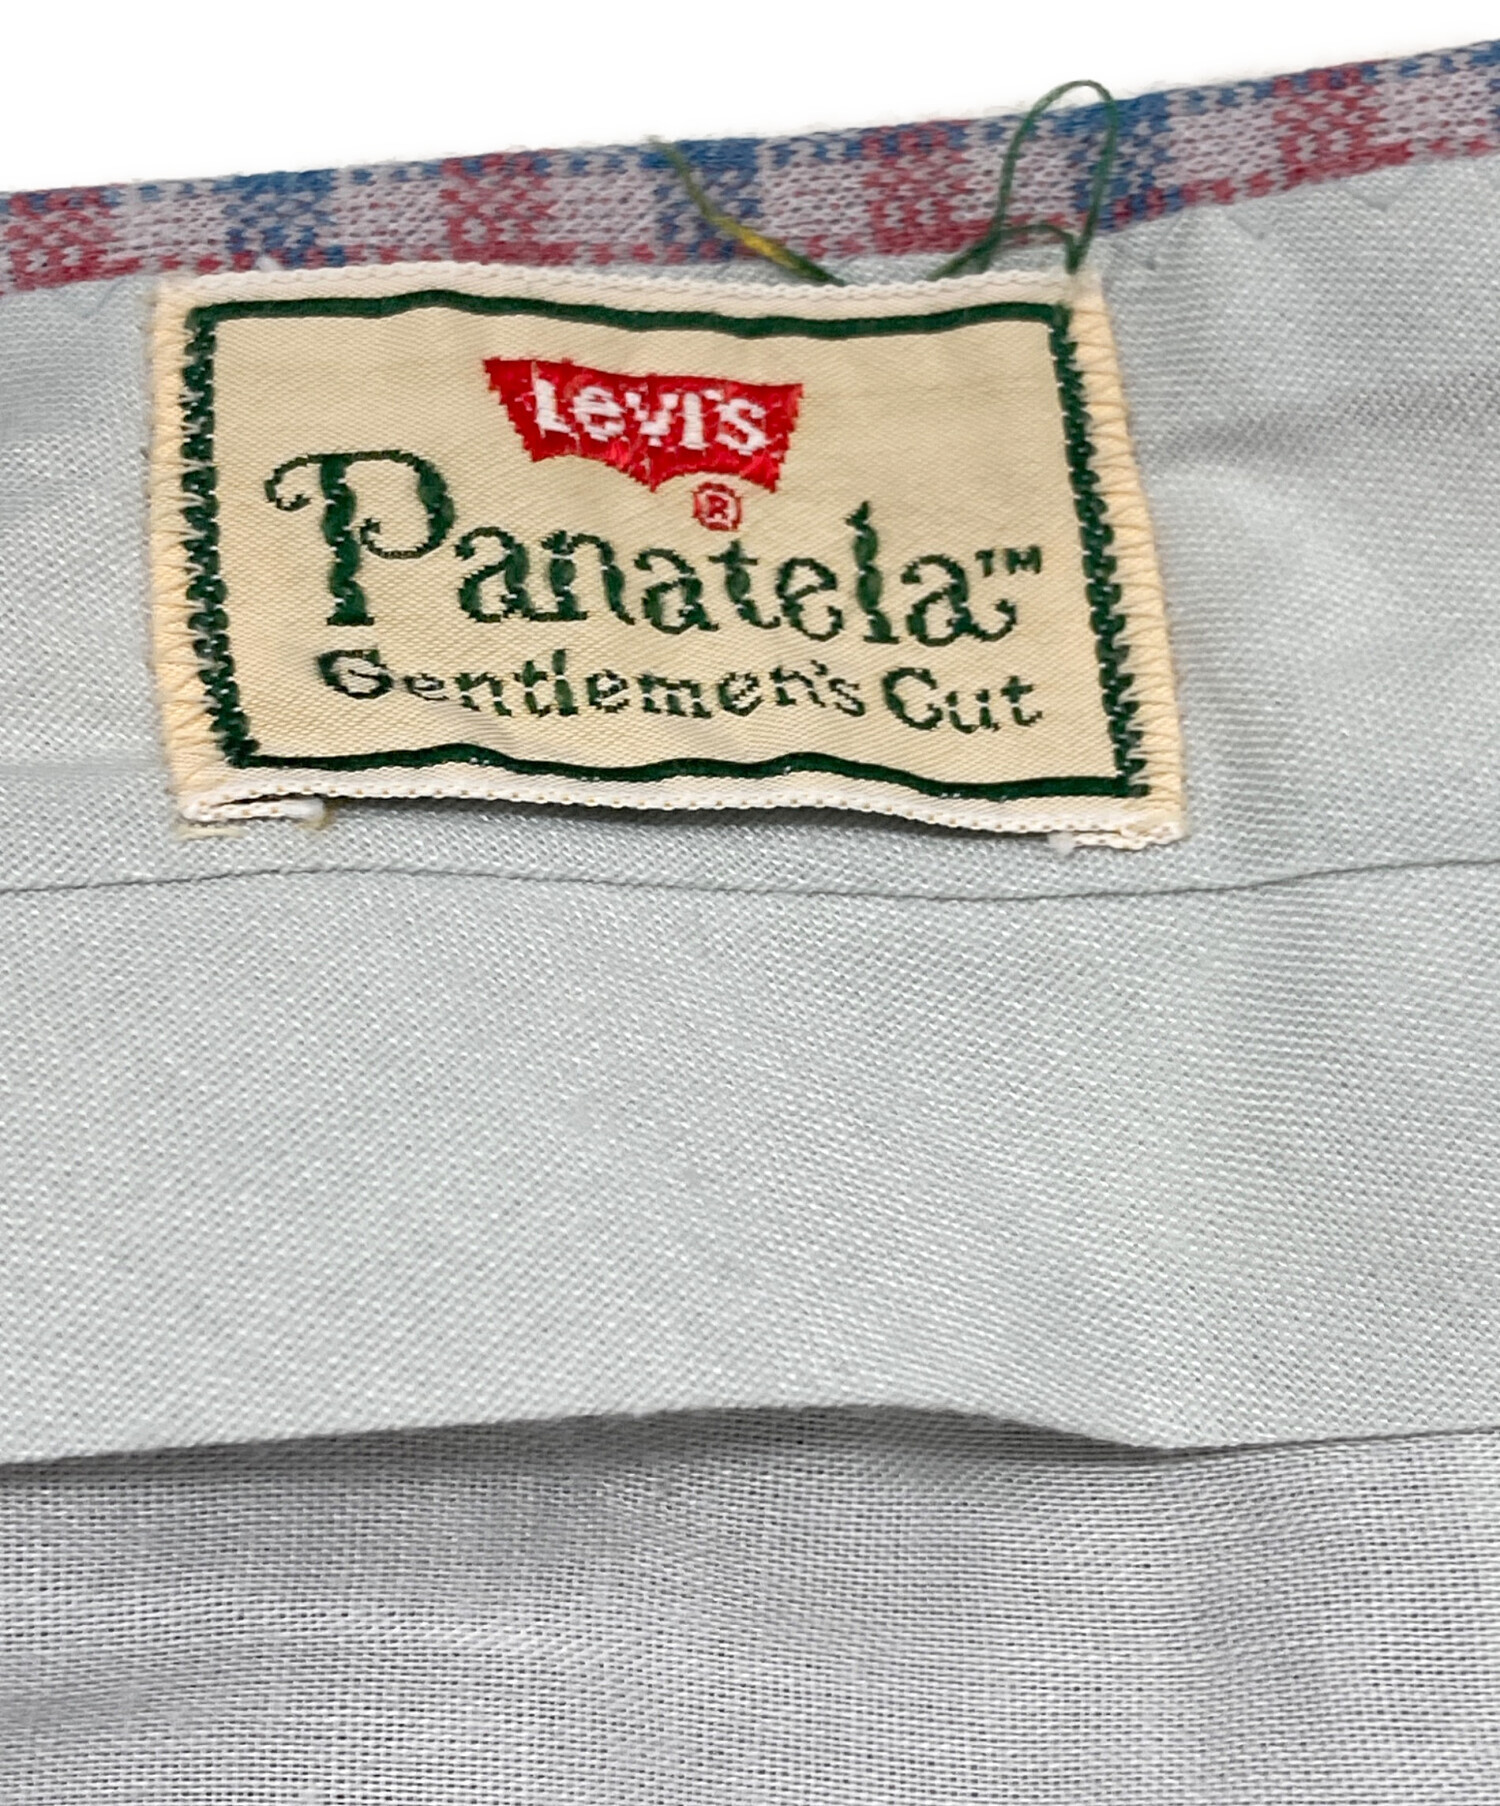 Levi's
®
Panatela™
Gentlemen's Cut